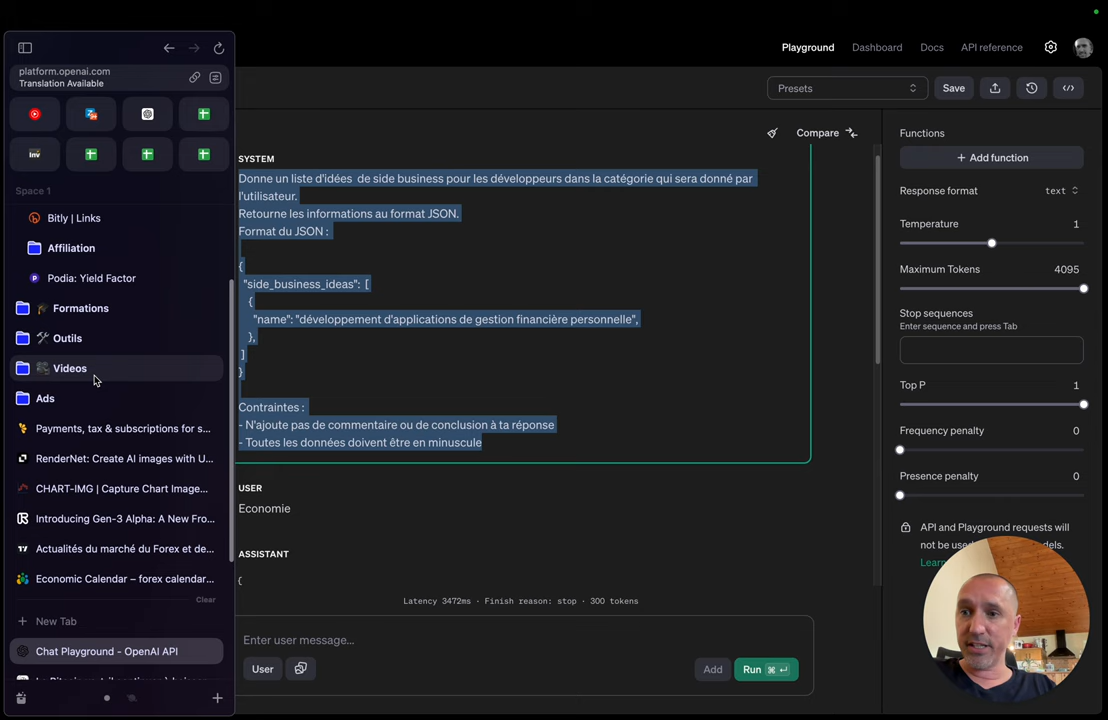 platform.openai.com
Translation Available
Inv
Space 1
Bitly | Links
Affiliation
Podia: Yield Factor
Formations
Outils
Videos
Ads
Payments, tax & subscriptions for s...
RenderNet: Create AI images with U...
CHART-IMG | Capture Chart Image...
Introducing Gen-3 Alpha: A New Fro...
Actualités du marché du Forex et de...
Economic Calendar – forex calendar...
Clear
New Tab
Chat Playground - OpenAI API
Playground
Dashboard
Docs
API reference
Presets
Save
Compare
SYSTEM
Donne un liste d'idées de side business pour les développeurs dans la catégorie qui sera donné par
l'utilisateur.
Retourne les informations au format JSON.
Format du JSON :
{
"side_business_ideas": [
{
"name": "développement d'applications de gestion financière personnelle",
},
]
}
Contraintes :
- N'ajoute pas de commentaire ou de conclusion à ta réponse
- Toutes les données doivent être en minuscule
USER
Economie
ASSISTANT
{
Latency 3472ms • Finish reason: stop • 300 tokens
Enter user message...
User
Add
Run
Functions
+ Add function
Response format
text
Temperature
1
Maximum Tokens
4095
Stop sequences
Enter sequence and press Tab
Top P
1
Frequency penalty
0
Presence penalty
0
API and Playground requests will
not be used
Learn